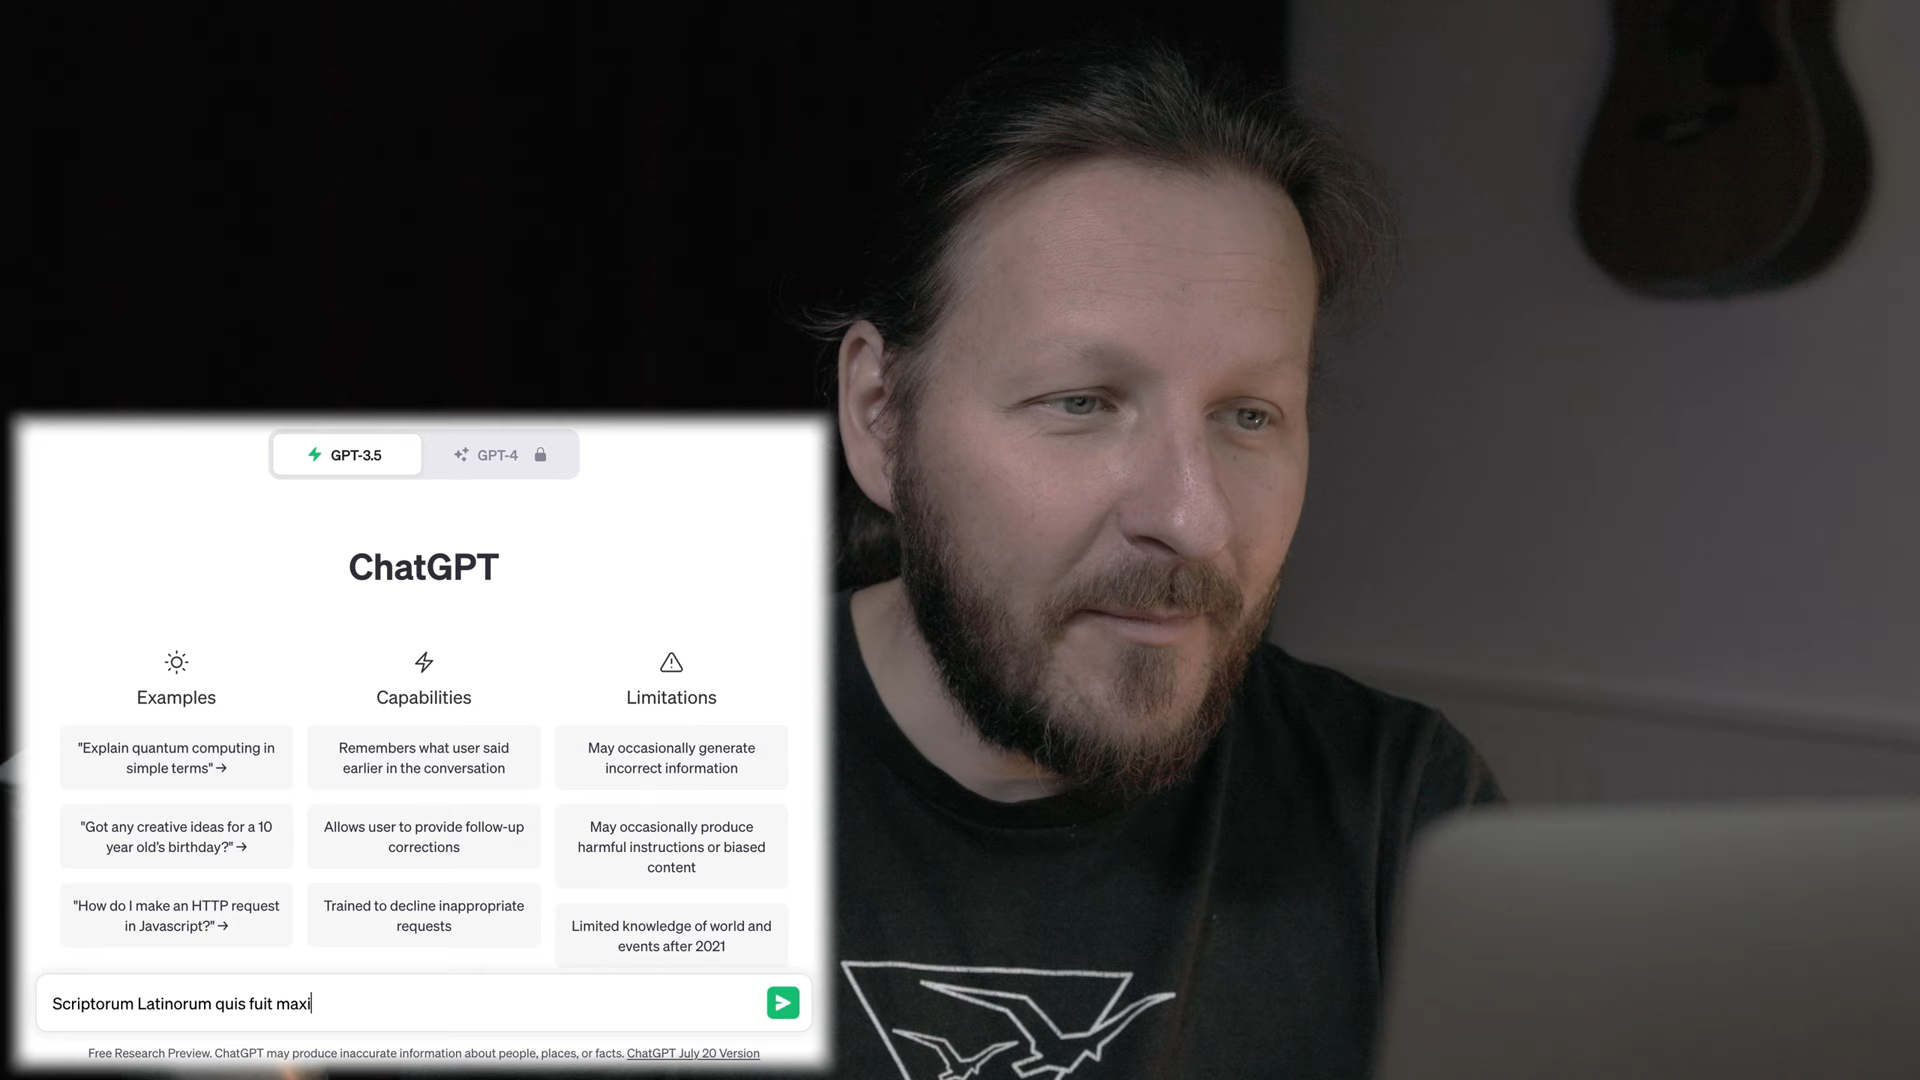 GPT-3.5
GPT-4
ChatGPT
Examples
"Explain quantum computing in
simple terms" →
"Got any creative ideas for a 10
year old's birthday?" →
"How do I make an HTTP request
in Javascript?" →
Capabilities
Remembers what user said
earlier in the conversation
Allows user to provide follow-up
corrections
Trained to decline inappropriate
requests
Limitations
May occasionally generate
incorrect information
May occasionally produce
harmful instructions or biased
content
Limited knowledge of world and
events after 2021
Scriptorum Latinorum quis fuit maxi
Free Research Preview. ChatGPT may produce inaccurate information about people, places, or facts. ChatGPT July 20 Version